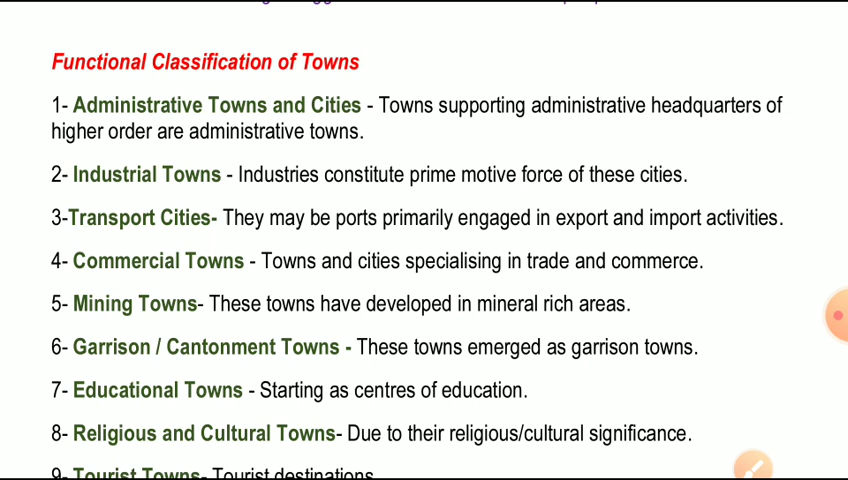 Functional Classification of Towns
1- Administrative Towns and Cities - Towns supporting administrative headquarters of
higher order are administrative towns.
2- Industrial Towns - Industries constitute prime motive force of these cities.
3-Transport Cities- They may be ports primarily engaged in export and import activities.
4- Commercial Towns - Towns and cities specialising in trade and commerce.
5- Mining Towns- These towns have developed in mineral rich areas.
6- Garrison / Cantonment Towns - These towns emerged as garrison towns.
7- Educational Towns - Starting as centres of education.
8- Religious and Cultural Towns- Due to their religious/cultural significance.
9- Tourist Towns- Tourist destinations